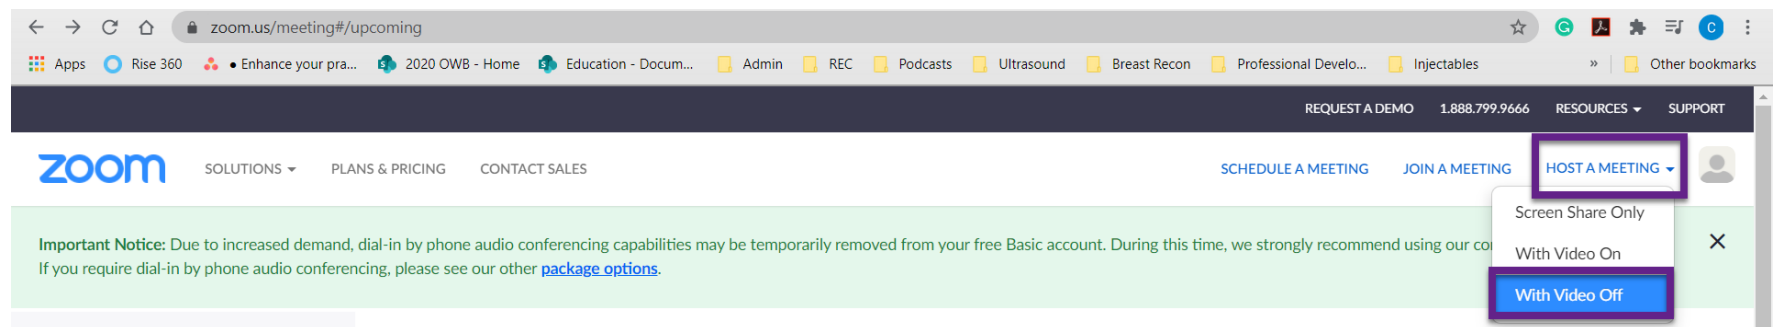 zoom.us/meeting#/upcoming
G
C
Apps Rise 360 • Enhance your pra... 2020 OWB - Home Education - Docum... Admin REC Podcasts Ultrasound Breast Recon Professional Develo... Injectables » Other bookmarks
REQUEST A DEMO 1.888.799.9666 RESOURCES SUPPORT
zoom SOLUTIONS PLANS & PRICING CONTACT SALES SCHEDULE A MEETING JOIN A MEETING HOST A MEETING
Screen Share Only
With Video On
With Video Off
Important Notice: Due to increased demand, dial-in by phone audio conferencing capabilities may be temporarily removed from your free Basic account. During this time, we strongly recommend using our co
If you require dial-in by phone audio conferencing, please see our other package options.